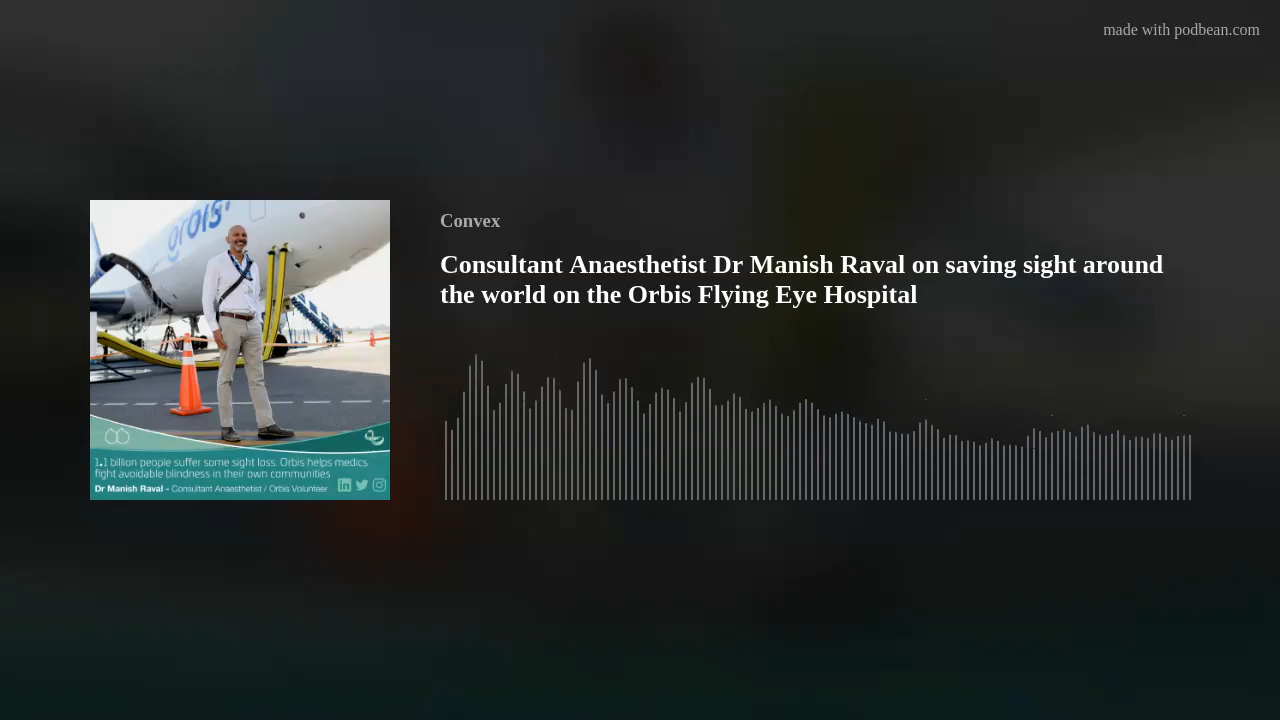 made with podbean.com
Convex
Consultant Anaesthetist Dr Manish Raval on saving sight around
the world on the Orbis Flying Eye Hospital
orbis
1.1 billion people suffer some sight loss. Orbis helps medics
fight avoidable blindness in their own communities
Dr Manish Raval - Consultant Anaesthetist / Orbis Volunteer